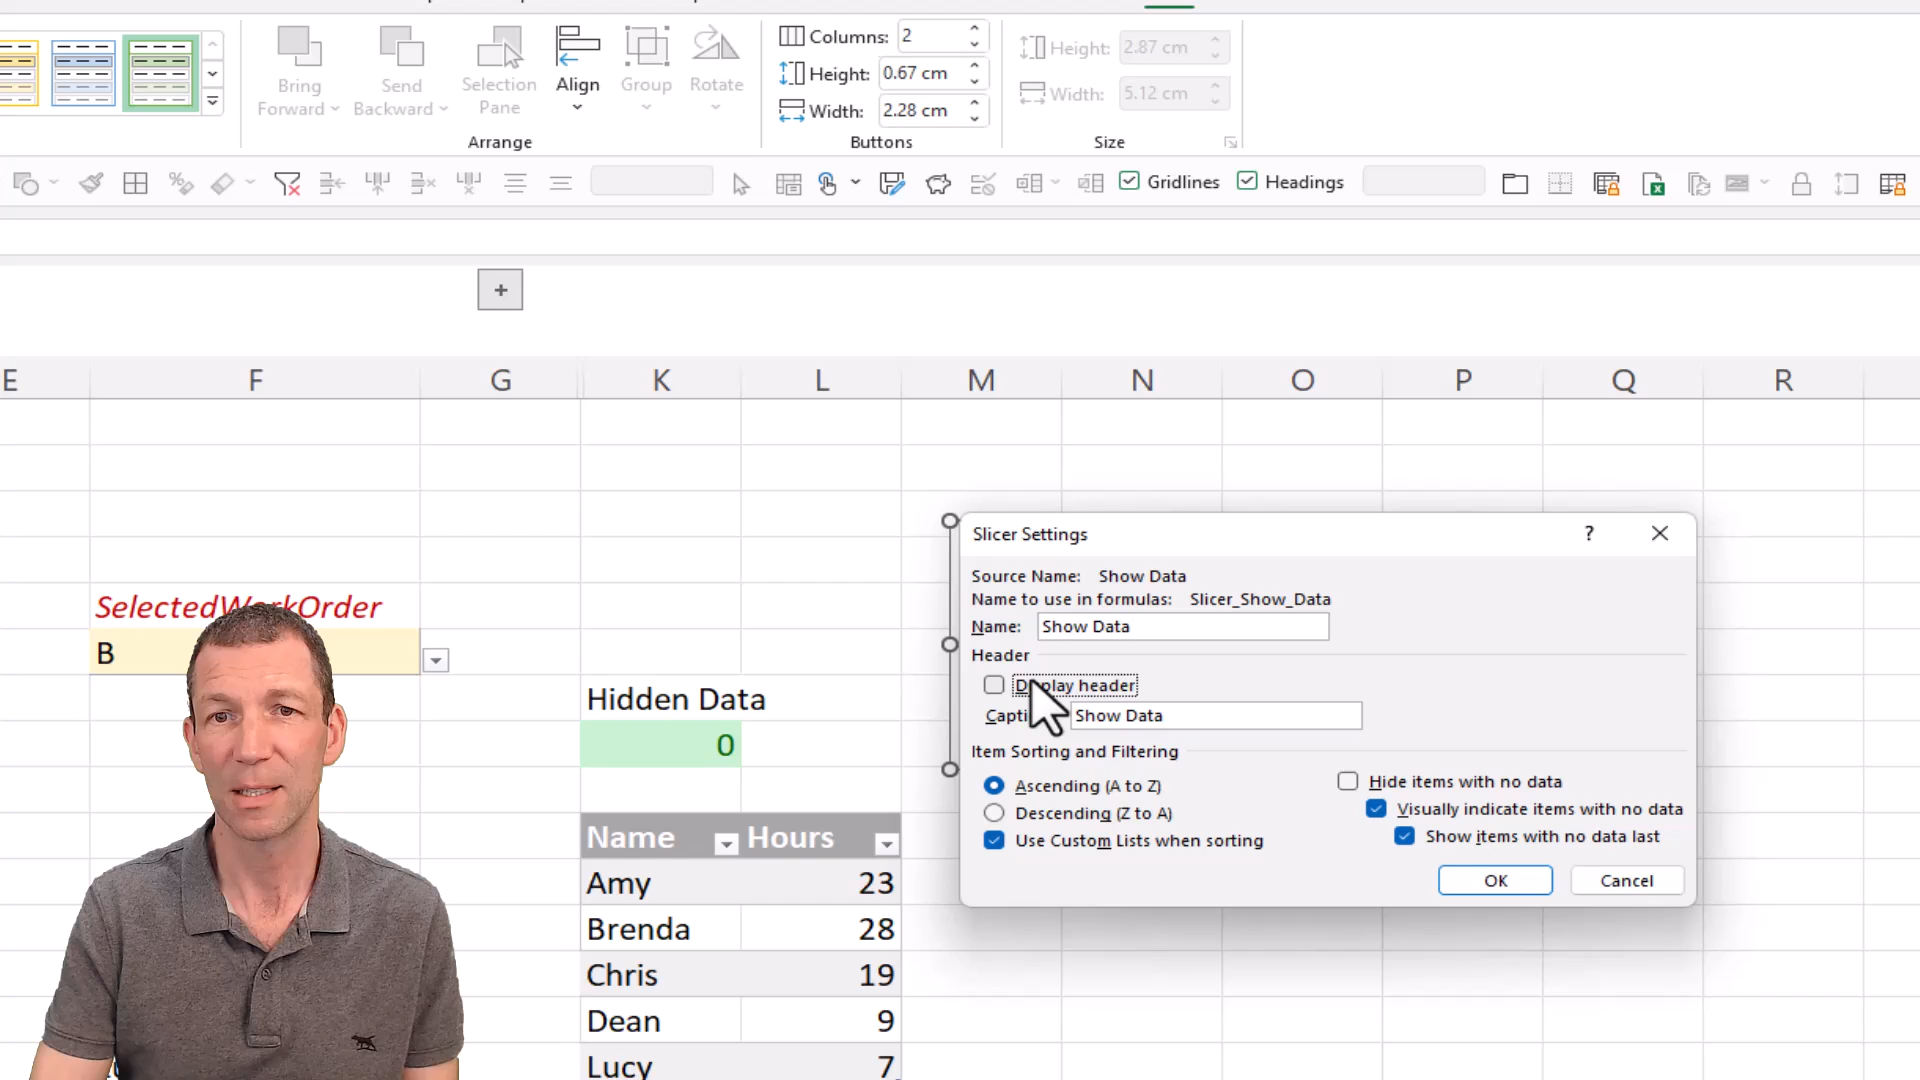 Bring
Forward
Send
Backward
Selection
Pane
Align
Group
Rotate
Arrange
Columns: 2
Height: 0.67 cm
Width: 2.28 cm
Buttons
Height: 2.87 cm
Width: 5.12 cm
Size
Gridlines
Headings
+
E F G K L M N O P Q R
SelectedWorkOrder
B
Hidden Data
0
Name Hours
Amy 23
Brenda 28
Chris 19
Dean 9
Lucy 7
Slicer Settings ?
Source Name: Show Data
Name to use in formulas: Slicer_Show_Data
Name: Show Data
Header
Display header
Show Data
Item Sorting and Filtering
Ascending (A to Z)
Descending (Z to A)
Use Custom Lists when sorting
Hide items with no data
Visually indicate items with no data
Show items with no data last
OK
Cancel